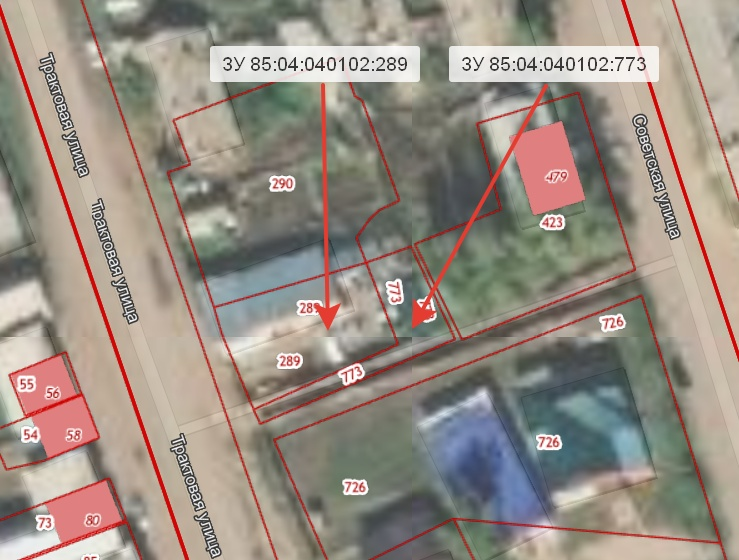 ЗУ 85:04:040102:289
ЗУ 85:04:040102:773
Трактовая улица
Трактовая улица
Трактовая улица
Советская улица
290
479
423
773
289
726
289
773
55
56
54
58
726
726
73
80